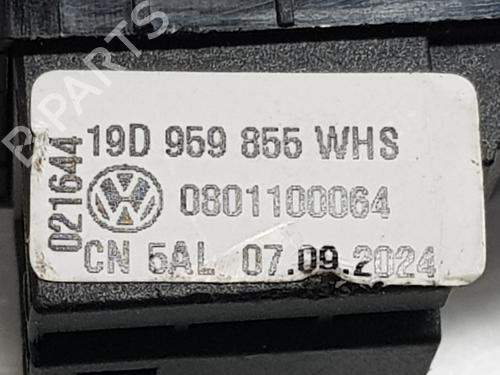 B-PARTS
19D 959 855 WHS
021644
0801100064
CN 5AL 07.09.2024